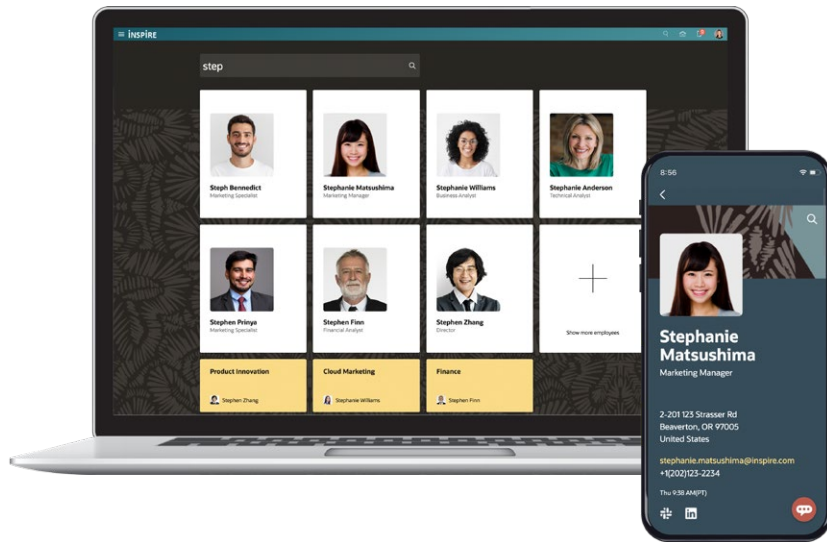 INSPIRE
step
Steph Bennedict
Marketing Specialist
Stephanie Matsushima
Marketing Manager
Stephanie Williams
Business Analyst
Stephanie Anderson
Technical Analyst
Stephen Prinya
Marketing Specialist
Stephen Finn
Financial Analyst
Stephen Zhang
Director
Show more employees
Product Innovation
Stephen Zhang
Cloud Marketing
Stephanie Williams
Finance
Stephen Finn
8:56
Stephanie
Matsushima
Marketing Manager
2-201 123 Strasser Rd
Beaverton, OR 97005
United States
stephanie.matsushima@inspire.com
+1(202)123-2234
Thu 9:38 AM(PT)
in